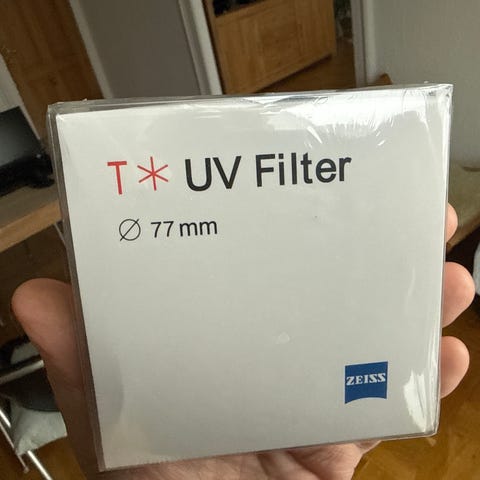 T* UV Filter
⌀ 77 mm
ZEISS